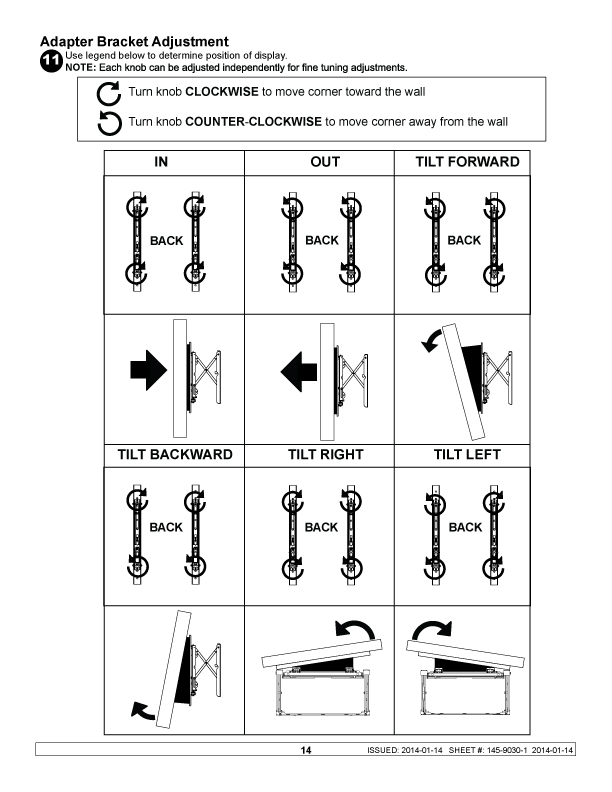 Adapter Bracket Adjustment
11 Use legend below to determine position of display.
NOTE: Each knob can be adjusted independently for fine tuning adjustments.
Turn knob CLOCKWISE to move corner toward the wall
Turn knob COUNTER-CLOCKWISE to move corner away from the wall
IN OUT TILT FORWARD
BACK BACK BACK
TILT BACKWARD TILT RIGHT TILT LEFT
BACK BACK BACK
14 ISSUED: 2014-01-14 SHEET #: 145-9030-1 2014-01-14